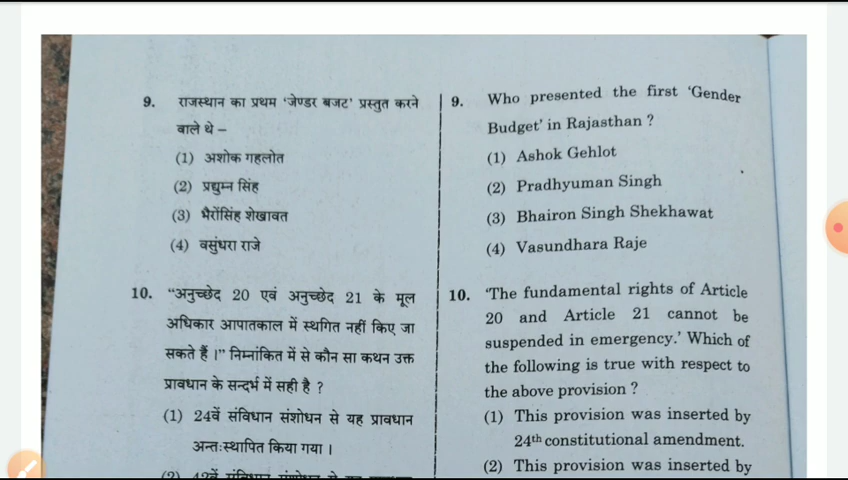 9. राजस्थान का प्रथम 'जेण्डर बजट' प्रस्तुत करने
वाले थे –
(1) अशोक गहलोत
(2) प्रद्युम्न सिंह
(3) भैरोंसिंह शेखावत
(4) वसुंधरा राजे
10. "अनुच्छेद 20 एवं अनुच्छेद 21 के मूल
अधिकार आपातकाल में स्थगित नहीं किए जा
सकते हैं ।" निम्नांकित में से कौन सा कथन उक्त
प्रावधान के सन्दर्भ में सही है ?
(1) 24वें संविधान संशोधन से यह प्रावधान
अन्तःस्थापित किया गया ।
(2) 42वें संविधान संशोधन से यह
9. Who presented the first 'Gender
Budget' in Rajasthan ?
(1) Ashok Gehlot
(2) Pradhyuman Singh
(3) Bhairon Singh Shekhawat
(4) Vasundhara Raje
10. 'The fundamental rights of Article
20 and Article 21 cannot be
suspended in emergency.' Which of
the following is true with respect to
the above provision ?
(1) This provision was inserted by
24th constitutional amendment.
(2) This provision was inserted by